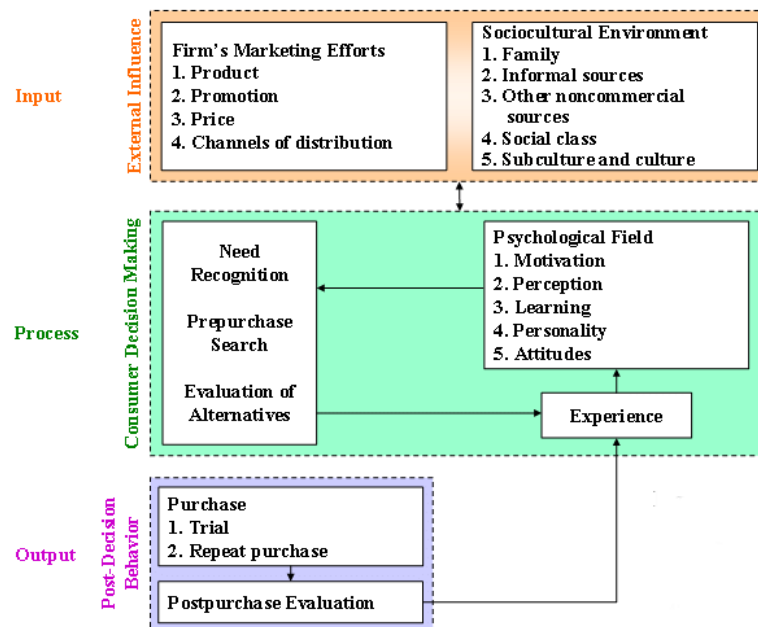 Input
External Influence
Firm's Marketing Efforts
1. Product
2. Promotion
3. Price
4. Channels of distribution
Sociocultural Environment
1. Family
2. Informal sources
3. Other noncommercial
sources
4. Social class
5. Subculture and culture
Process
Consumer Decision Making
Need
Recognition
Prepurchase
Search
Evaluation of
Alternatives
Psychological Field
1. Motivation
2. Perception
3. Learning
4. Personality
5. Attitudes
Experience
Output
Post-Decision
Behavior
Purchase
1. Trial
2. Repeat purchase
Postpurchase Evaluation